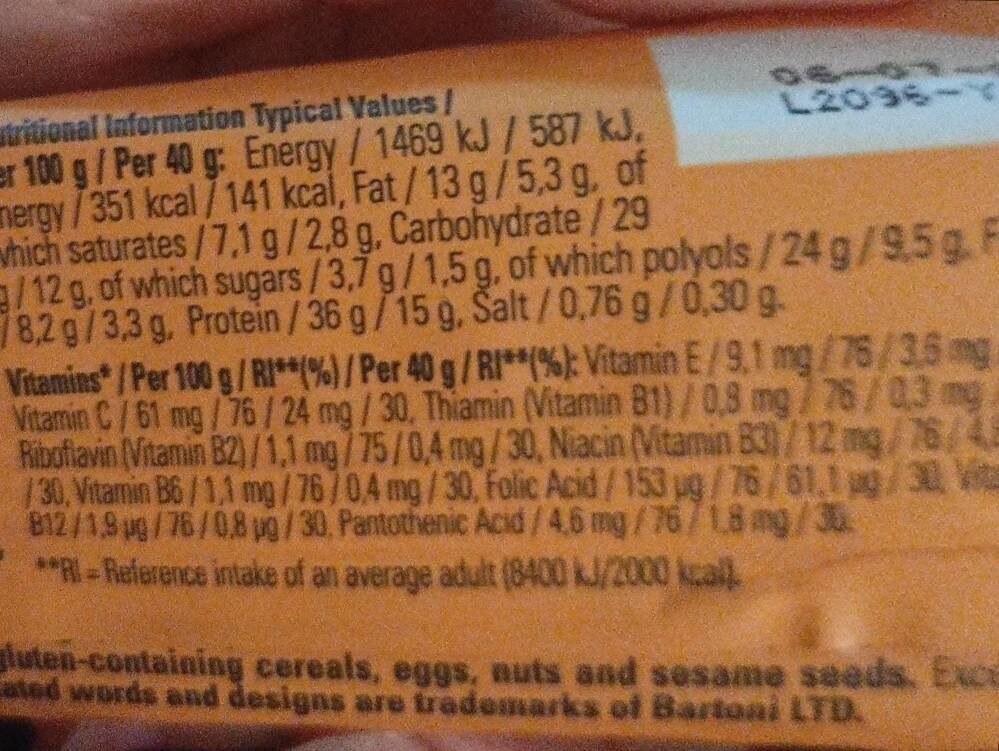 L2096-
utritional Information Typical Values /
er 100 g / Per 40 g: Energy / 1469 kJ / 587 kJ,
nergy / 351 kcal / 141 kcal, Fat / 13 g / 5,3 g, of
which saturates / 7,1 g / 2,8 g, Carbohydrate / 29
g / 12 g, of which sugars / 3,7 g / 1,5 g, of which polyols / 24 g / 9,5 g, F
/ 8,2 g / 3,3 g, Protein / 36 g / 15 g, Salt / 0,76 g / 0,30 g.
Vitamins* / Per 100 g / RI**(%) / Per 40 g / RI**(%): Vitamin E / 9,1 mg / 76 / 3,6 mg
Vitamin C / 61 mg / 76 / 24 mg / 30, Thiamin (Vitamin B1) / 0,8 mg / 76 / 0,3 mg
Riboflavin (Vitamin B2) / 1,1 mg / 75 / 0,4 mg / 30, Niacin (Vitamin B3) / 12 mg / 76 /
/ 30, Vitamin B6 / 1,1 mg / 76 / 0,4 mg / 30, Folic Acid / 153 µg / 76 / 61,1 µg / 30, Vita
B12 / 1,9 µg / 76 / 0,8 µg / 30, Pantothenic Acid / 4,6 mg / 76 / 1,8 mg / 30.
**RI = Reference intake of an average adult (8400 kJ/2000 kcal).
gluten-containing cereals, eggs, nuts and sesame seeds. Exce
ated words and designs are trademarks of Bartoni LTD.